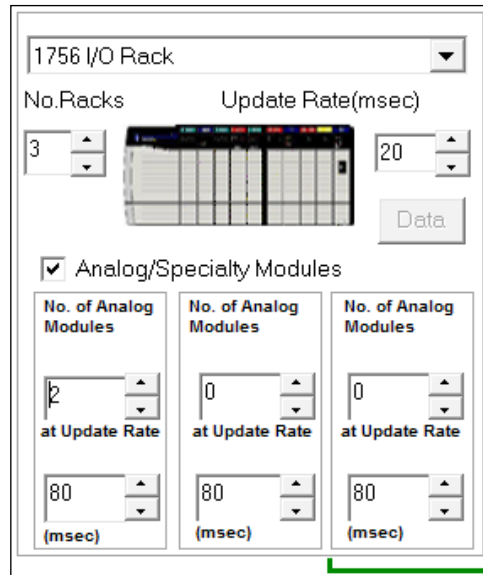 1756 I/O Rack
No.Racks Update Rate(msec)
3 20
Data
Analog/Specialty Modules
No. of Analog Modules
2
at Update Rate
80
(msec)
No. of Analog Modules
0
at Update Rate
80
(msec)
No. of Analog Modules
0
at Update Rate
80
(msec)